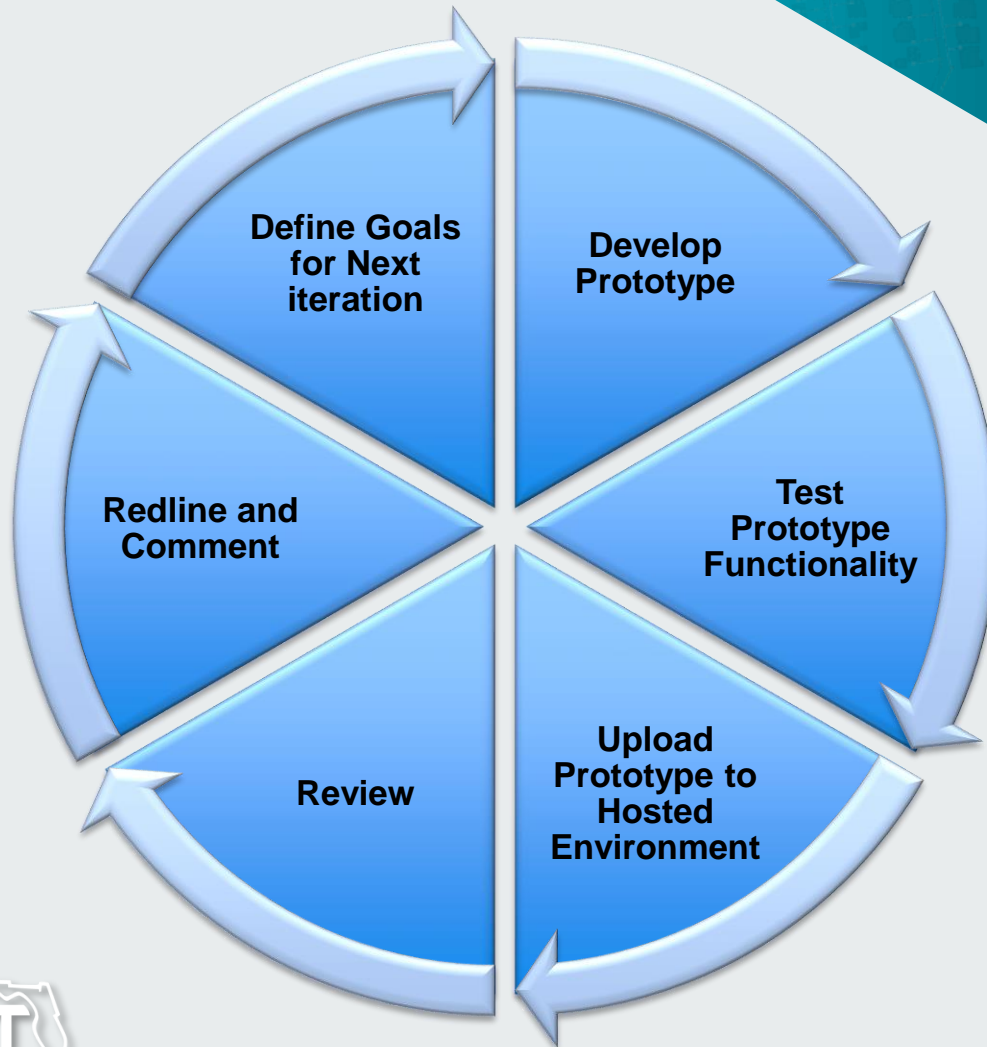 Define Goals
for Next
iteration
Develop
Prototype
Test
Prototype
Functionality
Upload
Prototype to
Hosted
Environment
Review
Redline and
Comment
T